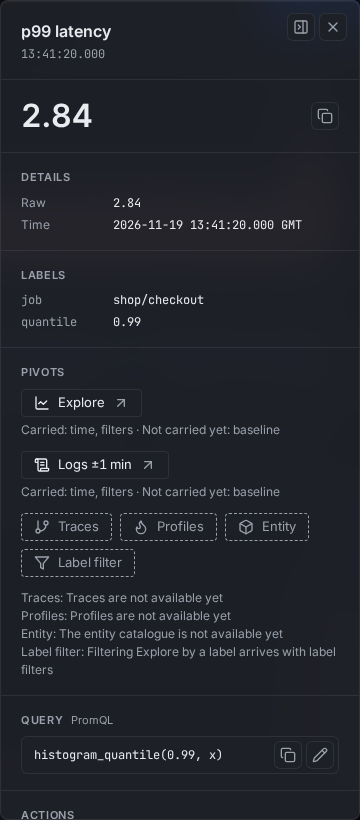 p99 latency
13:41:20.000
2.84
DETAILS
Raw 2.84
Time 2026-11-19 13:41:20.000 GMT
LABELS
job shop/checkout
quantile 0.99
PIVOTS
Explore
Carried: time, filters · Not carried yet: baseline
Logs ±1 min
Carried: time, filters · Not carried yet: baseline
Traces Profiles Entity
Label filter
Traces: Traces are not available yet
Profiles: Profiles are not available yet
Entity: The entity catalogue is not available yet
Label filter: Filtering Explore by a label arrives with label
filters
QUERY PromQL
histogram_quantile(0.99, x)
ACTIONS